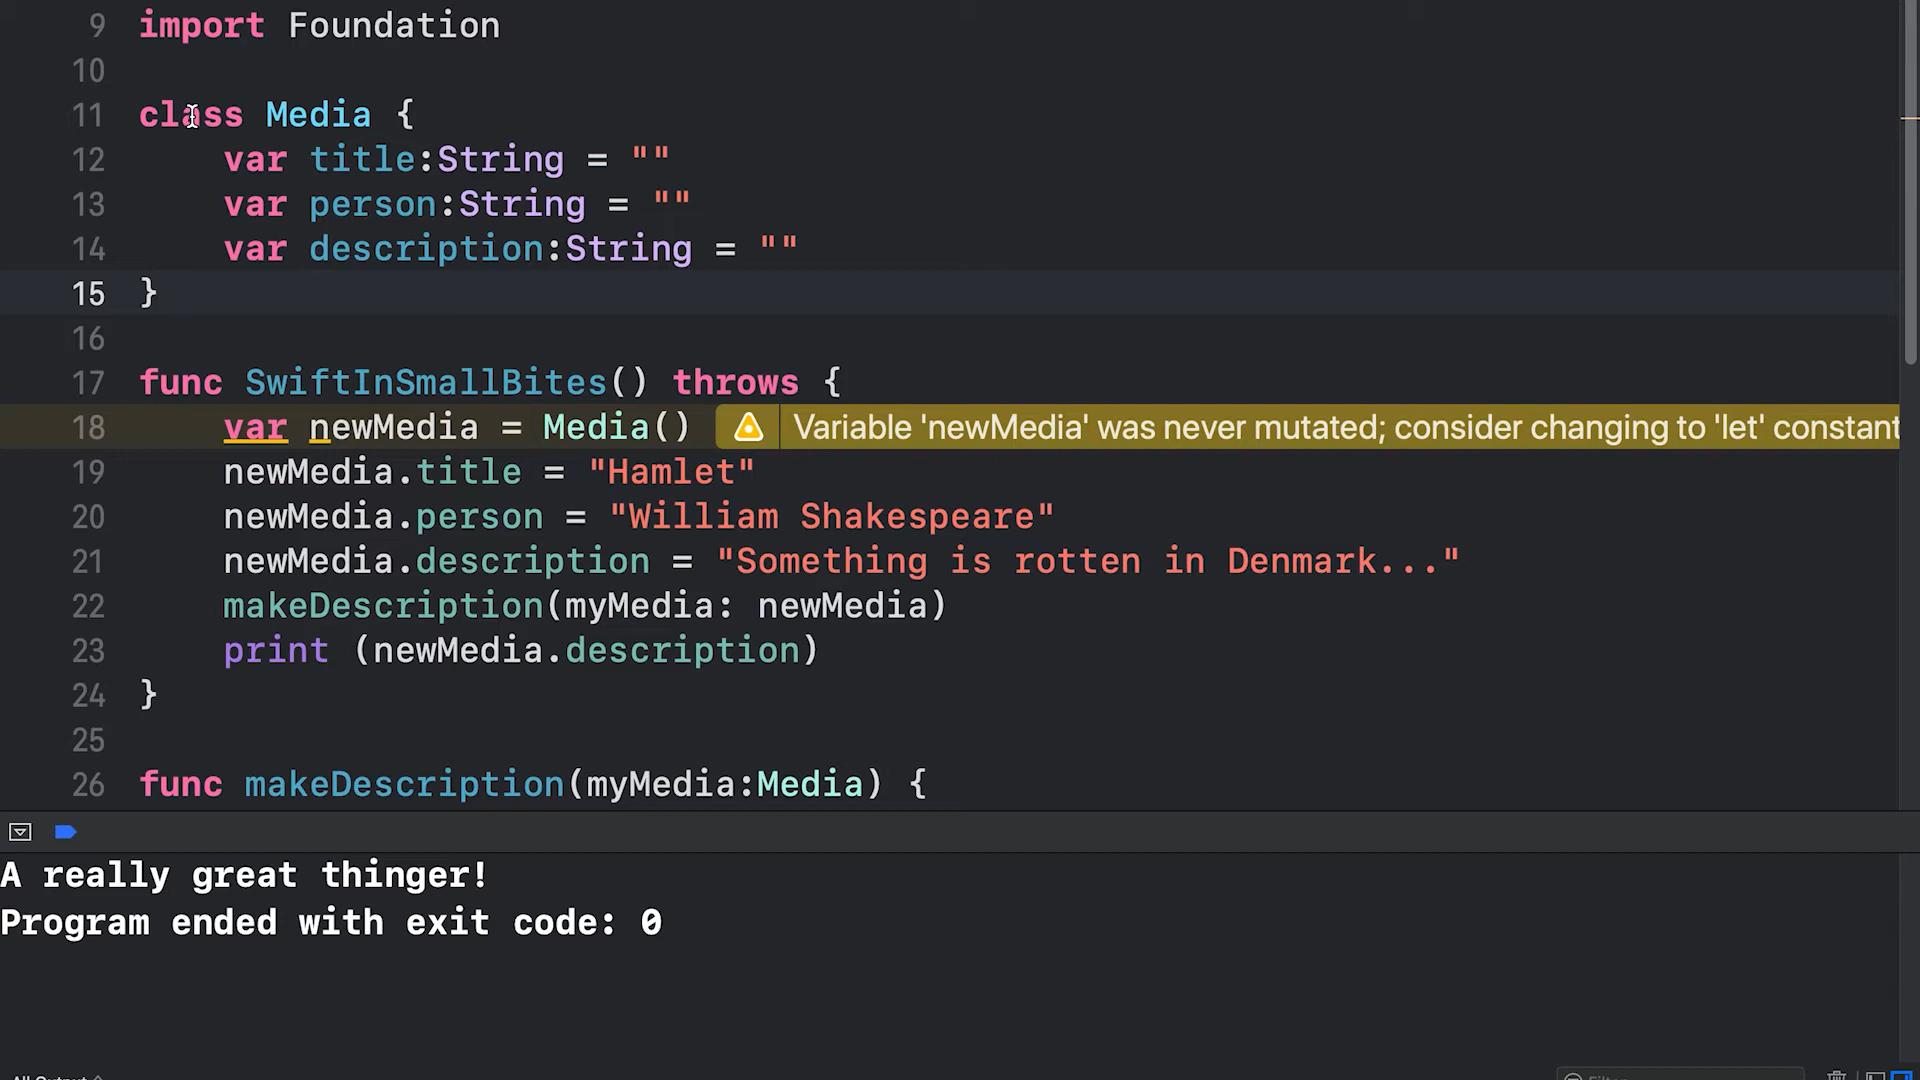 9 import Foundation
10
11 class Media {
12 var title:String = ""
13 var person:String = ""
14 var description:String = ""
15 }
16
17 func SwiftInSmallBites() throws {
18 var newMedia = Media() Variable 'newMedia' was never mutated; consider changing to 'let' constant
19 newMedia.title = "Hamlet"
20 newMedia.person = "William Shakespeare"
21 newMedia.description = "Something is rotten in Denmark..."
22 makeDescription(myMedia: newMedia)
23 print (newMedia.description)
24 }
25
26 func makeDescription(myMedia:Media) {
A really great thinger!
Program ended with exit code: 0